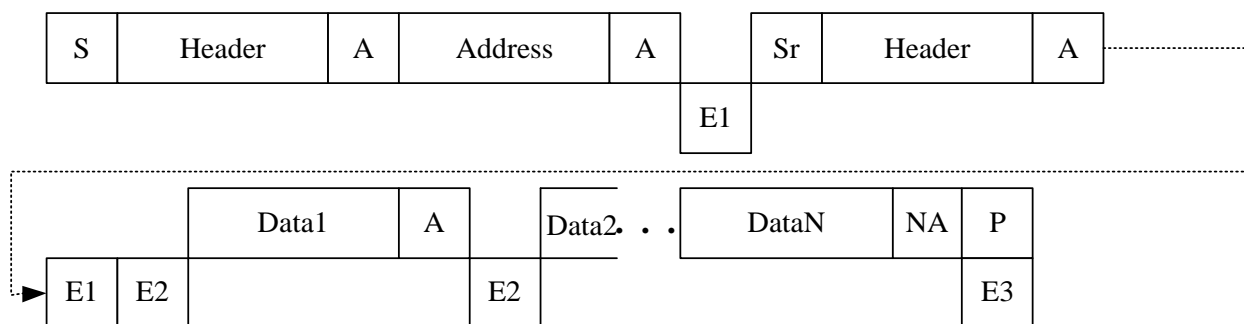 S Header A Address A Sr Header A
E1
Data1 A Data2. . . DataN NA P
E1 E2 E2 E3